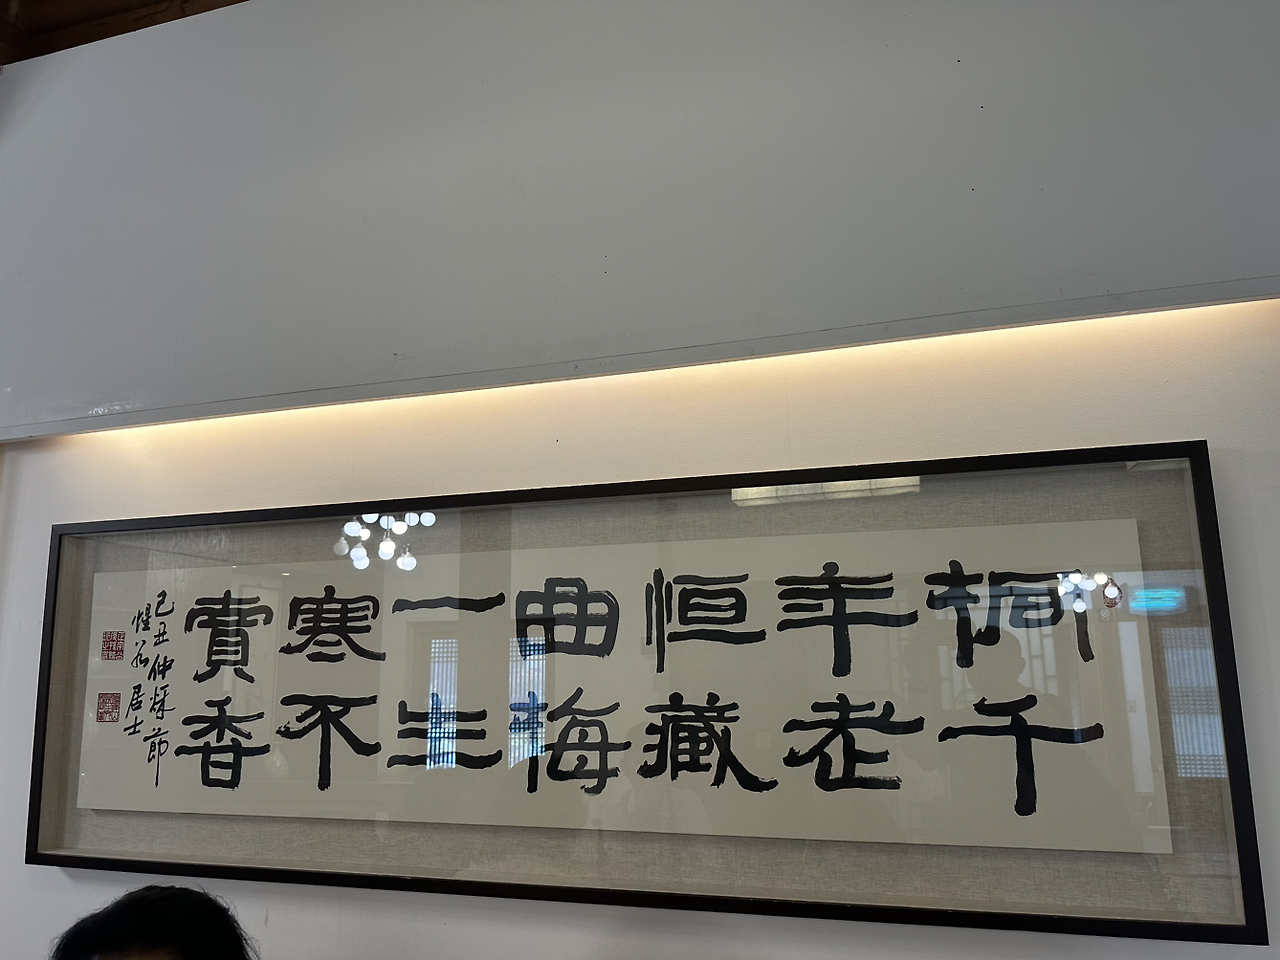 桐千
年老
恒藏
曲梅
一生
寒不
賣香
己丑仲秌節
居士